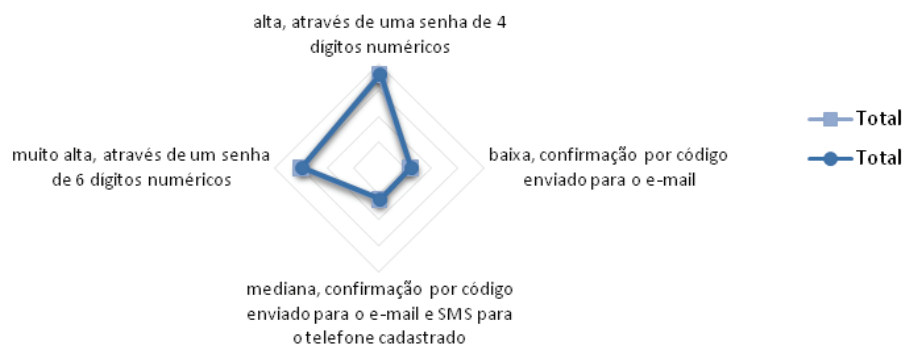 alta, através de uma senha de 4
dígitos numéricos
muito alta, através de um senha
de 6 dígitos numéricos
baixa, confirmação por código
enviado para o e-mail
mediana, confirmação por código
enviado para o e-mail e SMS para
o telefone cadastrado
Total
Total